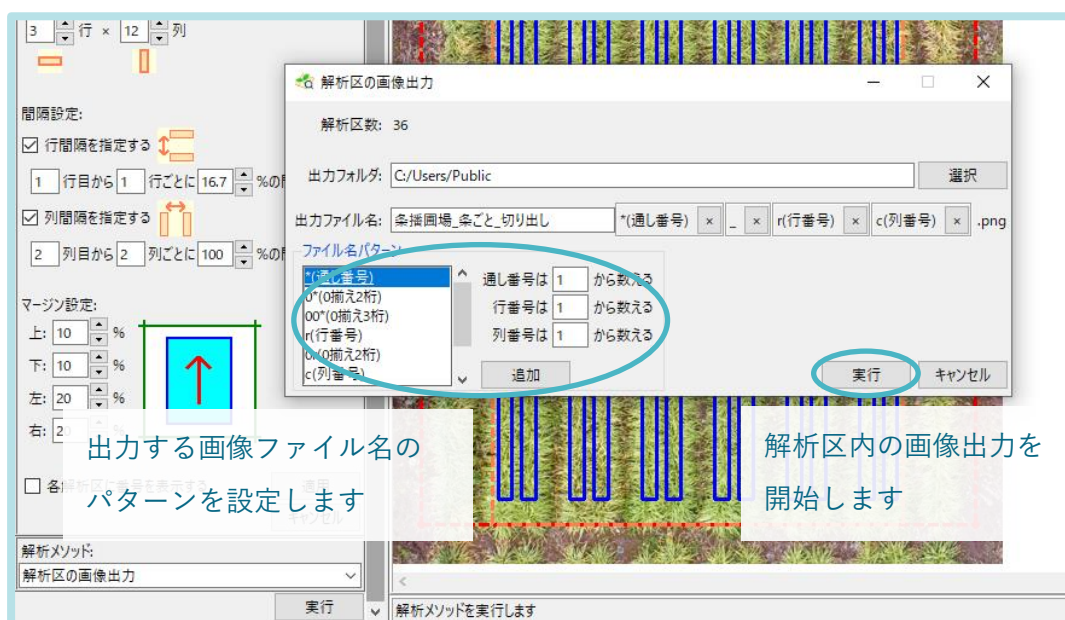 3 行 × 12 列
間隔設定:
行間隔を指定する
1 行目から 1 行ごとに 16.7 %の
列間隔を指定する
2 列目から 2 列ごとに 100 %の
マージン設定:
上: 10 %
下: 10 %
左: 20 %
右: 2
解析メソッド:
解析区の画像出力
実行
解析区の画像出力
解析区数: 36
出力フォルダ: C:/Users/Public 選択
出力ファイル名: 条播圃場_条ごと_切り出し *(通し番号) × _ × r(行番号) × c(列番号) × .png
ファイル名パターン
*(通し番号)
0*(0揃え2桁)
00*(0揃え3桁)
r(行番号)
0r(0揃え2桁)
c(列番号)
通し番号は 1 から数える
行番号は 1 から数える
列番号は 1 から数える
追加
実行 キャンセル
出力する画像ファイル名の
パターンを設定します
解析区内の画像出力を
開始します
解析メソッドを実行します